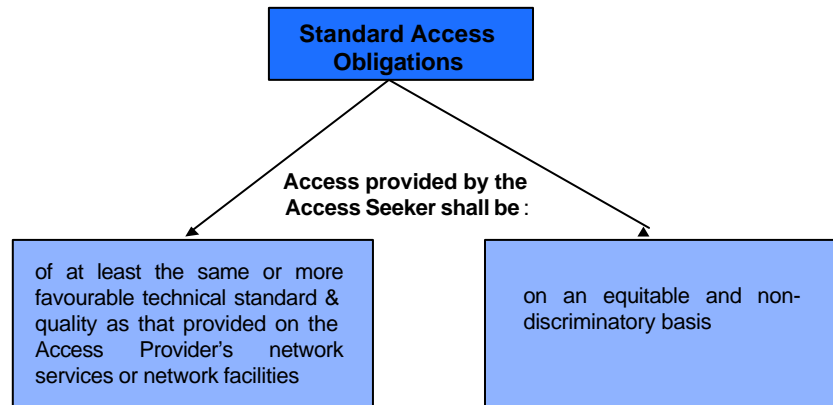 Standard Access
Obligations
Access provided by the
Access Seeker shall be :
of at least the same or more
favourable technical standard &
quality as that provided on the
Access Provider's network
services or network facilities
on an equitable and non-
discriminatory basis